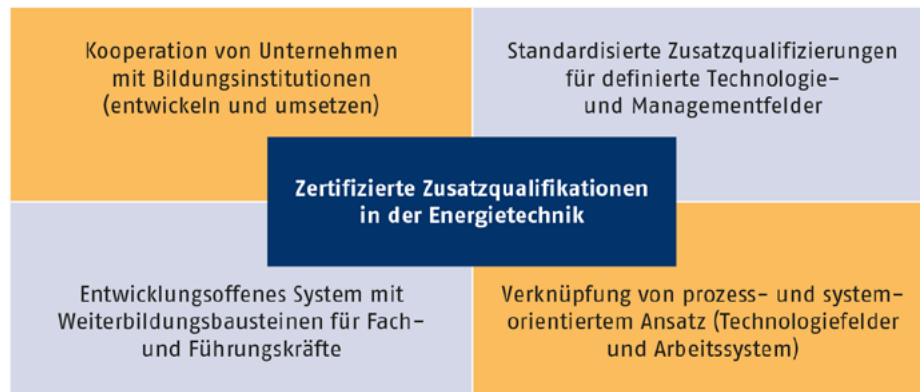 Kooperation von Unternehmen
mit Bildungsinstitutionen
(entwickeln und umsetzen)
Standardisierte Zusatzqualifizierungen
für definierte Technologie-
und Managementfelder
Zertifizierte Zusatzqualifikationen
in der Energietechnik
Entwicklungsoffenes System mit
Weiterbildungsbausteinen für Fach-
und Führungskräfte
Verknüpfung von prozess- und system-
orientiertem Ansatz (Technologiefelder
und Arbeitssystem)